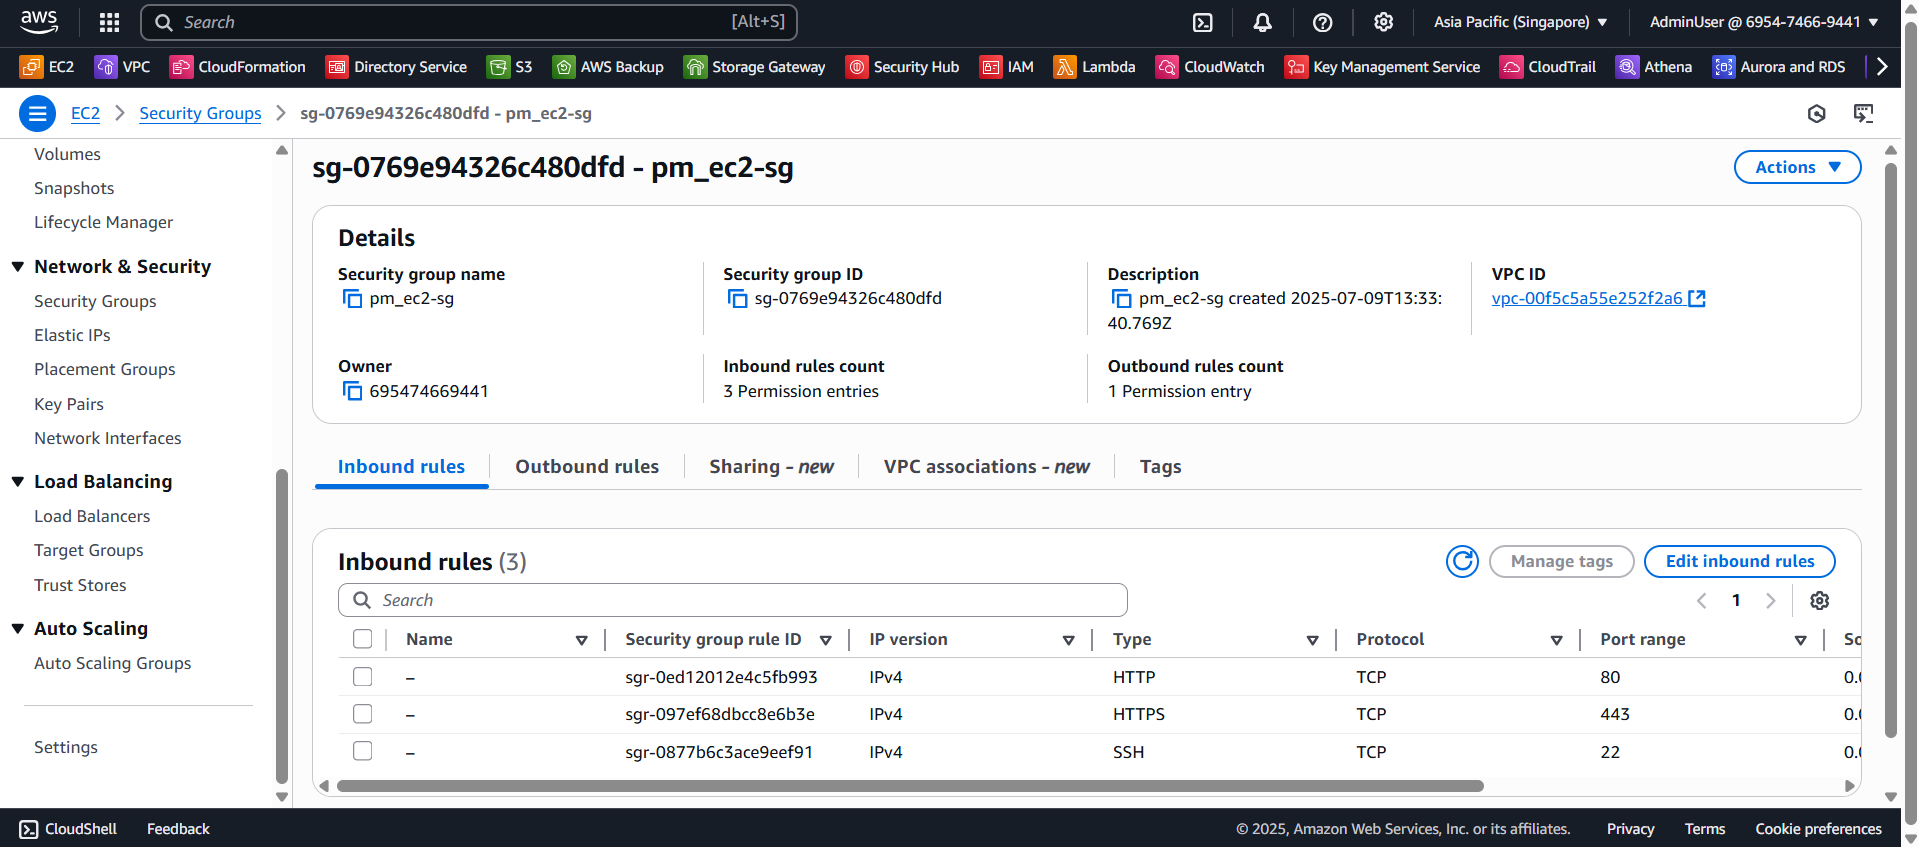 aws
Search [Alt+S]
Asia Pacific (Singapore)
AdminUser @ 6954-7466-9441
EC2 VPC CloudFormation Directory Service S3 AWS Backup Storage Gateway Security Hub IAM Lambda CloudWatch Key Management Service CloudTrail Athena Aurora and RDS
EC2 Security Groups sg-0769e94326c480dfd - pm_ec2-sg
Volumes
Snapshots
Lifecycle Manager
Network & Security
Security Groups
Elastic IPs
Placement Groups
Key Pairs
Network Interfaces
Load Balancing
Load Balancers
Target Groups
Trust Stores
Auto Scaling
Auto Scaling Groups
Settings
sg-0769e94326c480dfd - pm_ec2-sg
Actions
Details
Security group name
pm_ec2-sg
Security group ID
sg-0769e94326c480dfd
Description
pm_ec2-sg created 2025-07-09T13:33:
40.769Z
VPC ID
vpc-00f5c5a55e252f2a6
Owner
695474669441
Inbound rules count
3 Permission entries
Outbound rules count
1 Permission entry
Inbound rules Outbound rules Sharing - new VPC associations - new Tags
Inbound rules (3)
Manage tags
Edit inbound rules
Search
1
Name Security group rule ID IP version Type Protocol Port range So
– sgr-0ed12012e4c5fb993 IPv4 HTTP TCP 80 0.0
– sgr-097ef68dbcc8e6b3e IPv4 HTTPS TCP 443 0.0
– sgr-0877b6c3ace9eef91 IPv4 SSH TCP 22 0.0
CloudShell Feedback
© 2025, Amazon Web Services, Inc. or its affiliates. Privacy Terms Cookie preferences